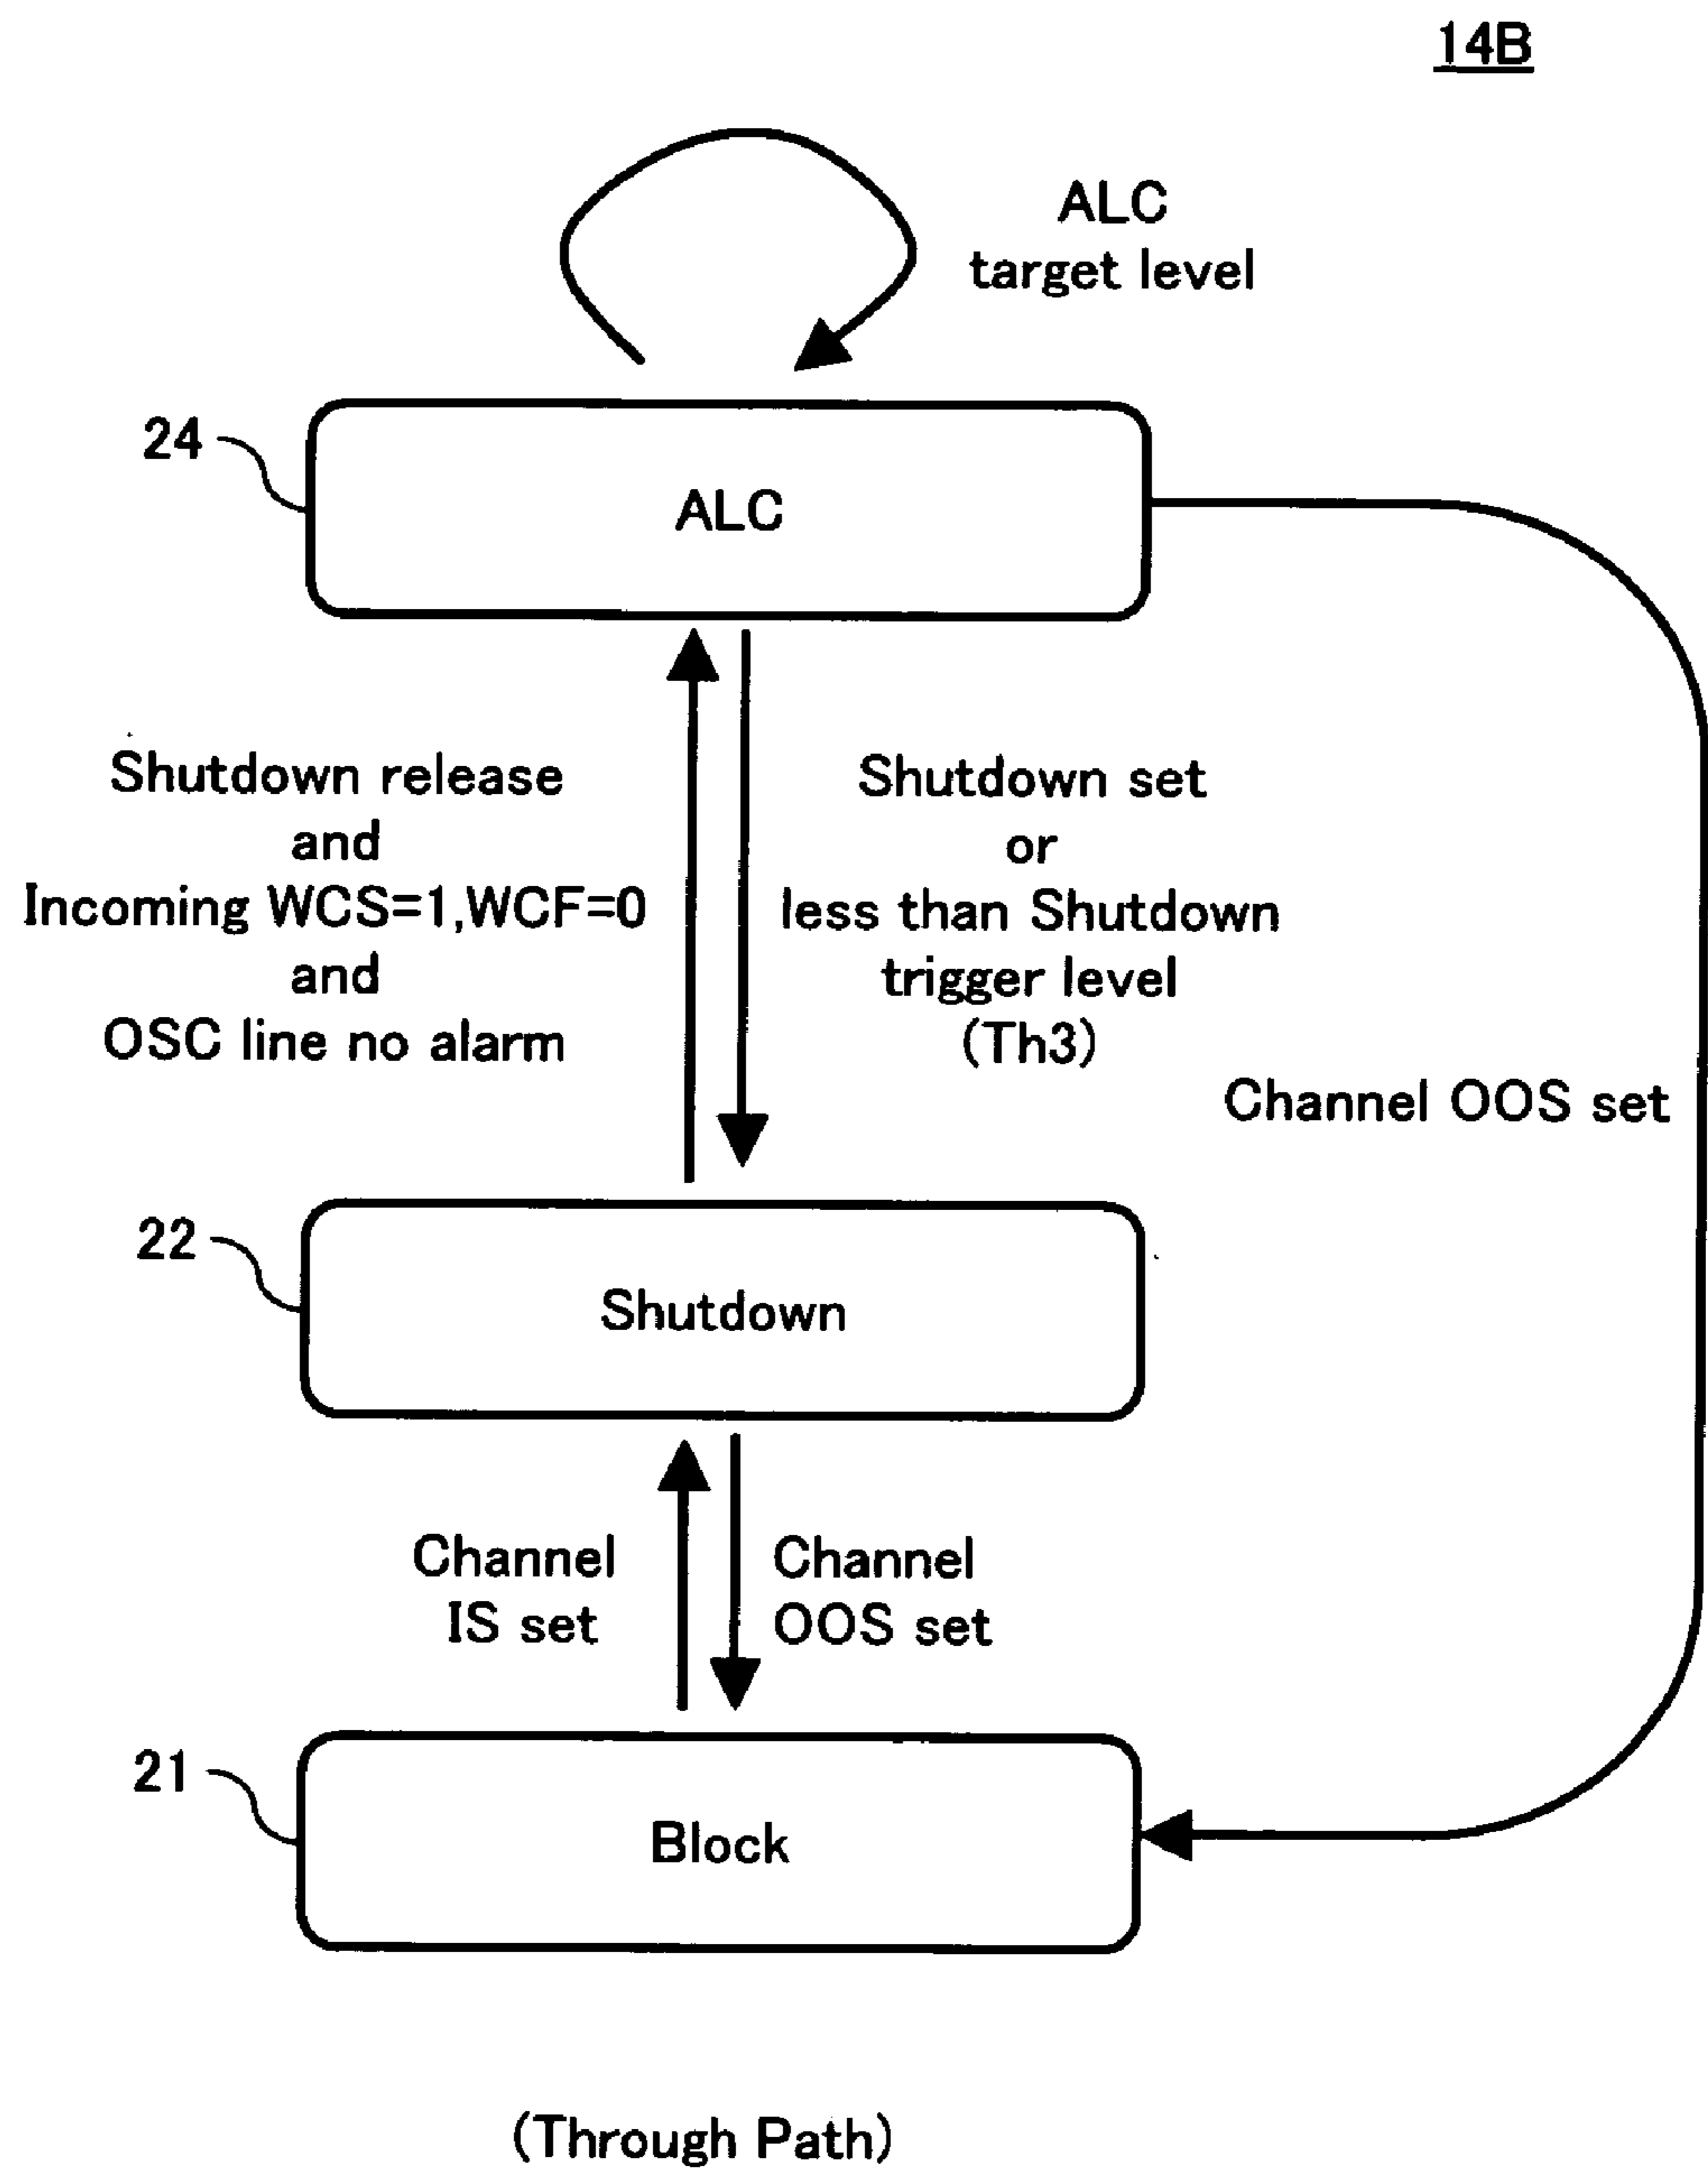 14B
ALC
target level
24
ALC
Shutdown release
and
Incoming WCS=1,WCF=0
and
OSC line no alarm
Shutdown set
or
less than Shutdown
trigger level
(Th3)
Channel OOS set
22
Shutdown
Channel
IS set
Channel
OOS set
21
Block
(Through Path)